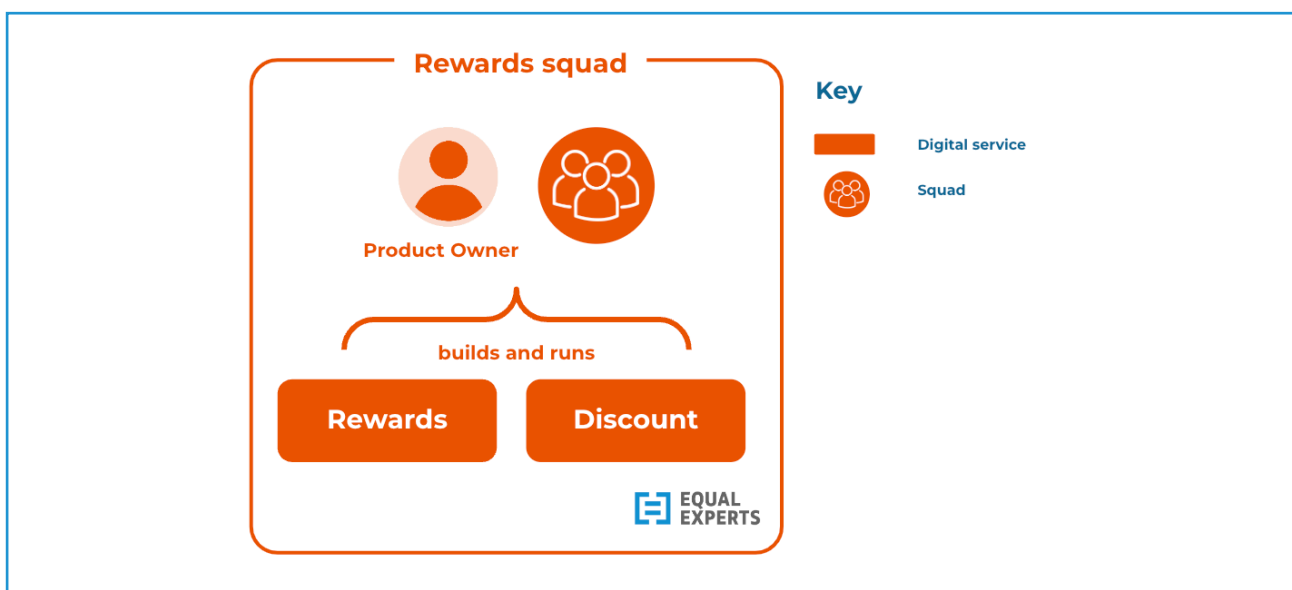 Rewards squad
Key
Digital service
Squad
Product Owner
builds and runs
Rewards
Discount
EQUAL
EXPERTS